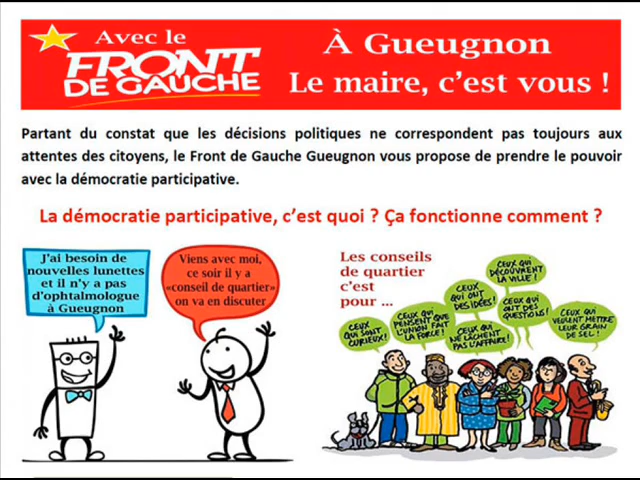 Avec le
FRONT
DE GAUCHE
À Gueugnon
Le maire, c’est vous !
Partant du constat que les décisions politiques ne correspondent pas toujours aux
attentes des citoyens, le Front de Gauche Gueugnon vous propose de prendre le pouvoir
avec la démocratie participative.
La démocratie participative, c’est quoi ? Ça fonctionne comment ?
J'ai besoin de
nouvelles lunettes
et il n'y a pas
d'ophtalmologue
à Gueugnon
Viens avec moi,
ce soir il y a
«conseil de quartier»
on va en discuter
Les conseils
de quartier
c'est
pour ...
CEUX
QUI SONT
CURIEUX !
CEUX QUI
PENSENT QUE
L'UNION FAIT
LA FORCE !
CEUX
QUI ONT
DES IDÉES !
CEUX QUI
NE LÂCHENT
PAS L'AFFAIRE !
CEUX QUI
DÉCOUVRENT
LA VILLE !
CEUX QUI
ONT DES
QUESTIONS !
CEUX QUI
VEULENT METTRE
LEUR GRAIN
DE SEL !